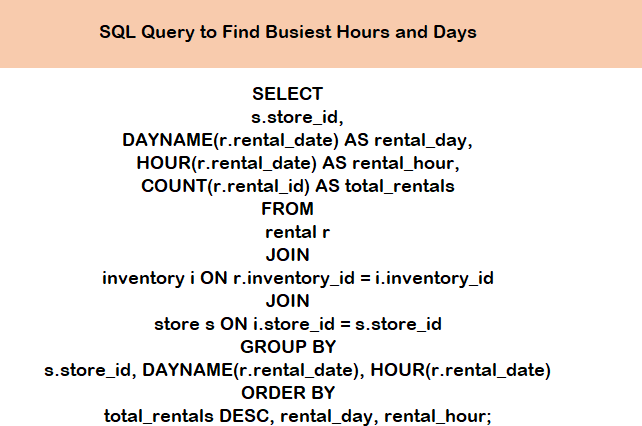 SQL Query to Find Busiest Hours and Days
SELECT
s.store_id,
DAYNAME(r.rental_date) AS rental_day,
HOUR(r.rental_date) AS rental_hour,
COUNT(r.rental_id) AS total_rentals
FROM
rental r
JOIN
inventory i ON r.inventory_id = i.inventory_id
JOIN
store s ON i.store_id = s.store_id
GROUP BY
s.store_id, DAYNAME(r.rental_date), HOUR(r.rental_date)
ORDER BY
total_rentals DESC, rental_day, rental_hour;